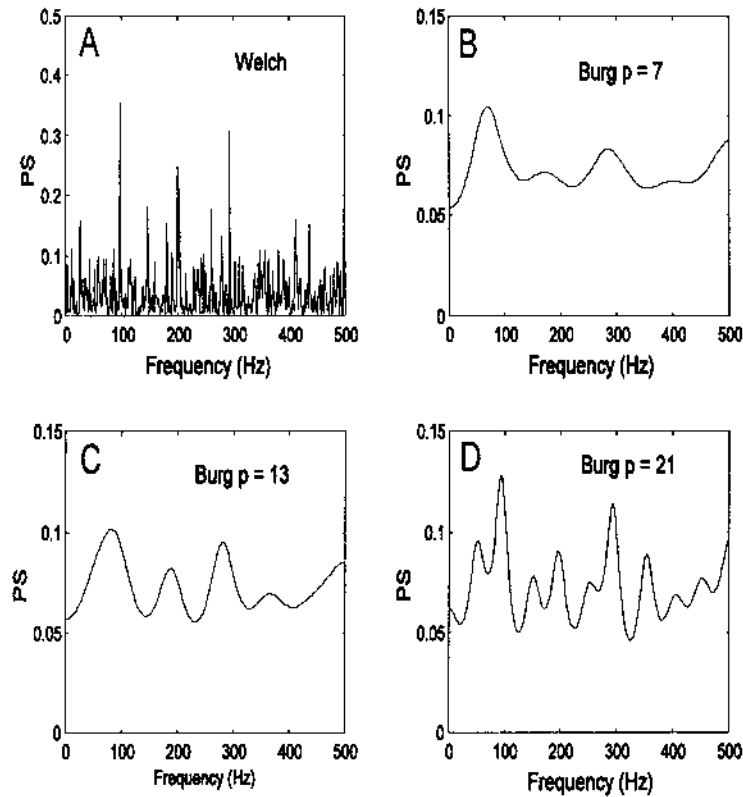 A
Welch
PS
0.5
0.4
0.3
0.2
0.1
0
0 100 200 300 400 500
Frequency (Hz)
B
Burg p = 7
PS
0.15
0.1
0.05
0
0 100 200 300 400 500
Frequency (Hz)
C
Burg p = 13
PS
0.15
0.1
0.05
0
0 100 200 300 400 500
Frequency (Hz)
D
Burg p = 21
PS
0.15
0.1
0.05
0
0 100 200 300 400 500
Frequency (Hz)